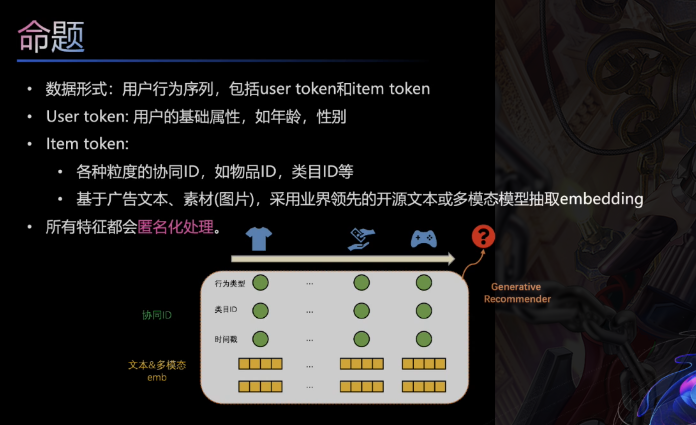 命题
• 数据形式：用户行为序列，包括user token和item token
• User token: 用户的基础属性，如年龄，性别
• Item token:
• 各种粒度的协同ID，如物品ID，类目ID等
• 基于广告文本、素材(图片)，采用业界领先的开源文本或多模态模型抽取embedding
• 所有特征都会匿名化处理。
?
行为类型 ...
Generative
Recommender
协同ID
类目ID ...
时间戳 ...
文本&多模态
emb
...
...